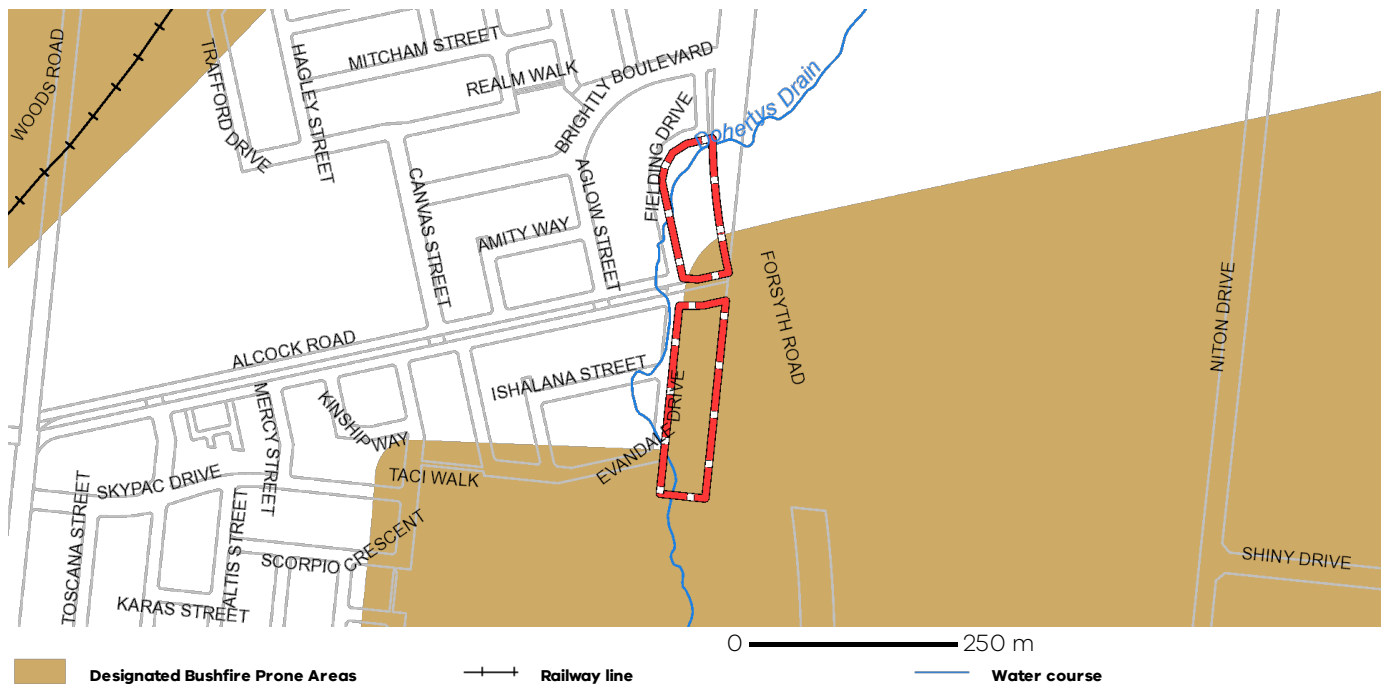 WOODS ROAD
TRAFFORD DRIVE
HAGLEY STREET
MITCHAM STREET
REALM WALK
BRIGHTLY BOULEVARD
FIELDING DRIVE
Dohertys Drain
CANVAS STREET
AGLOW STREET
AMITY WAY
FORSYTH ROAD
NITON DRIVE
ALCOCK ROAD
ISHALANA STREET
MERCY STREET
KINSHIP WAY
EVANDALE DRIVE
TACI WALK
SKYPAC DRIVE
TOSCANA STREET
ALTIS STREET
SCORPIO CRESCENT
KARAS STREET
SHINY DRIVE
0 250 m
Designated Bushfire Prone Areas Railway line Water course